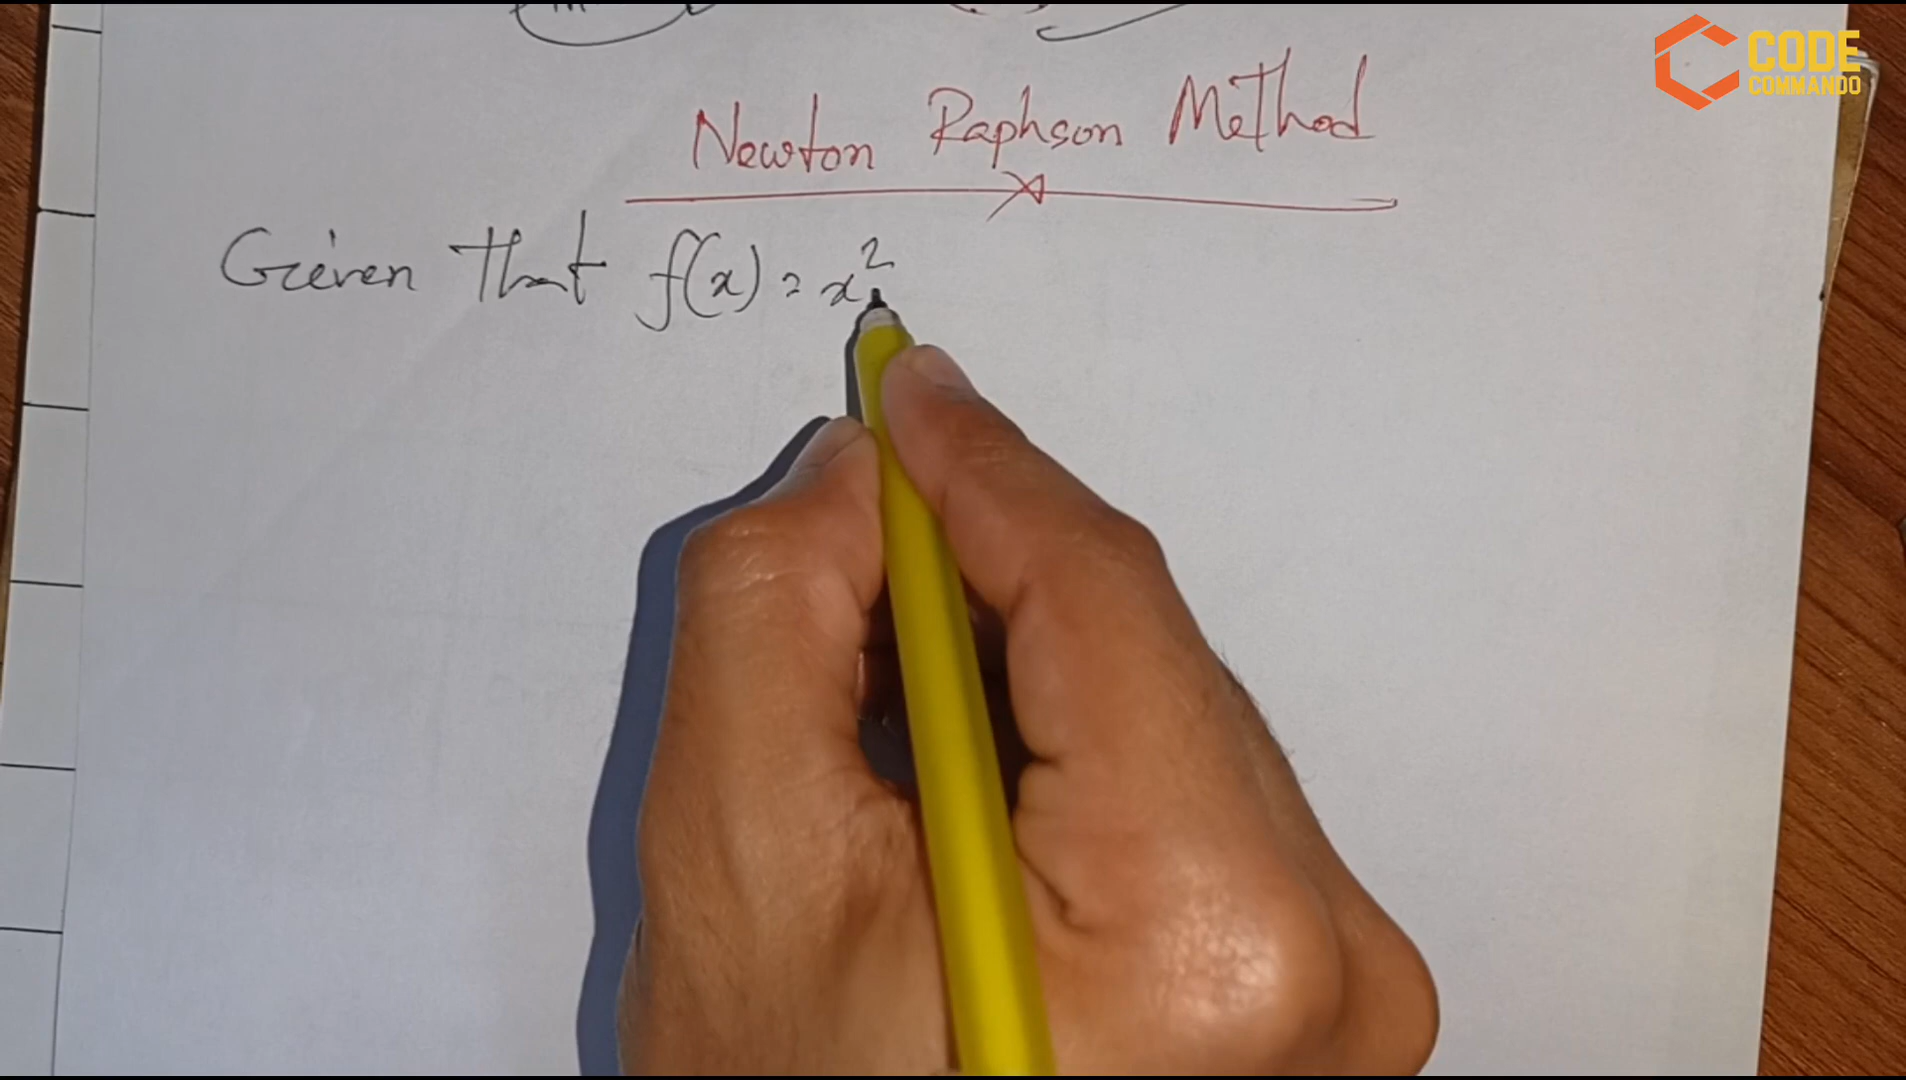 CODE
COMMANDO
Newton Raphson Method
Given that f(x) = x²